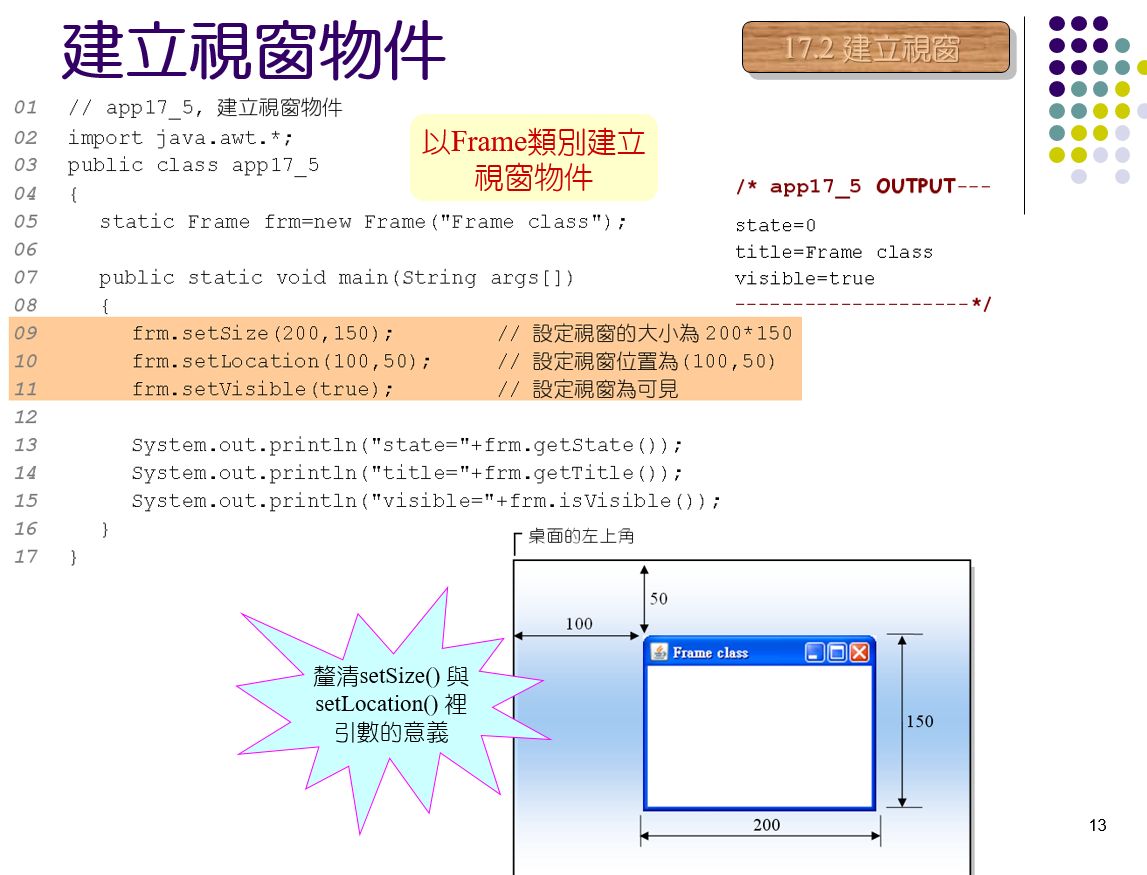 建立視窗物件
17.2 建立視窗
01 // app17_5, 建立視窗物件
02 import java.awt.*;
03 public class app17_5
04 {
05 static Frame frm=new Frame("Frame class");
06
07 public static void main(String args[])
08 {
09 frm.setSize(200,150); // 設定視窗的大小為 200*150
10 frm.setLocation(100,50); // 設定視窗位置為(100,50)
11 frm.setVisible(true); // 設定視窗為可見
12
13 System.out.println("state="+frm.getState());
14 System.out.println("title="+frm.getTitle());
15 System.out.println("visible="+frm.isVisible());
16 }
17 }
以Frame類別建立
視窗物件
/* app17_5 OUTPUT---
state=0
title=Frame class
visible=true
--------------------*/
桌面的左上角
50
100
Frame class
150
200
釐清setSize() 與
setLocation() 裡
引數的意義
13